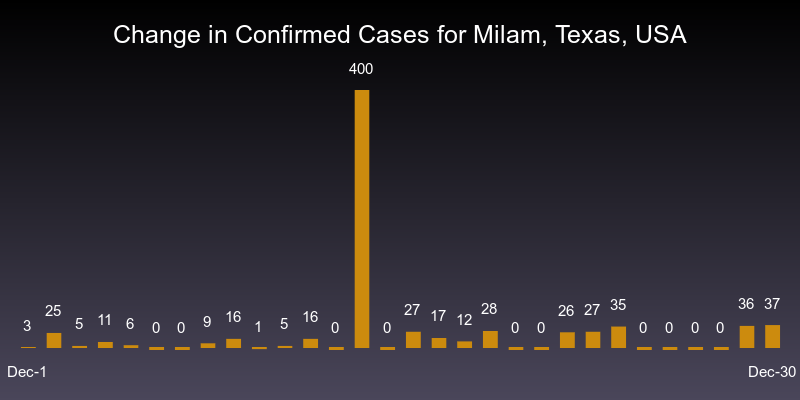 Change in Confirmed Cases for Milam, Texas, USA
400
3 25 5 11 6 0 0 9 16 1 5 16 0 0 27 17 12 28 0 0 26 27 35 0 0 0 0 36 37
Dec-1 Dec-30